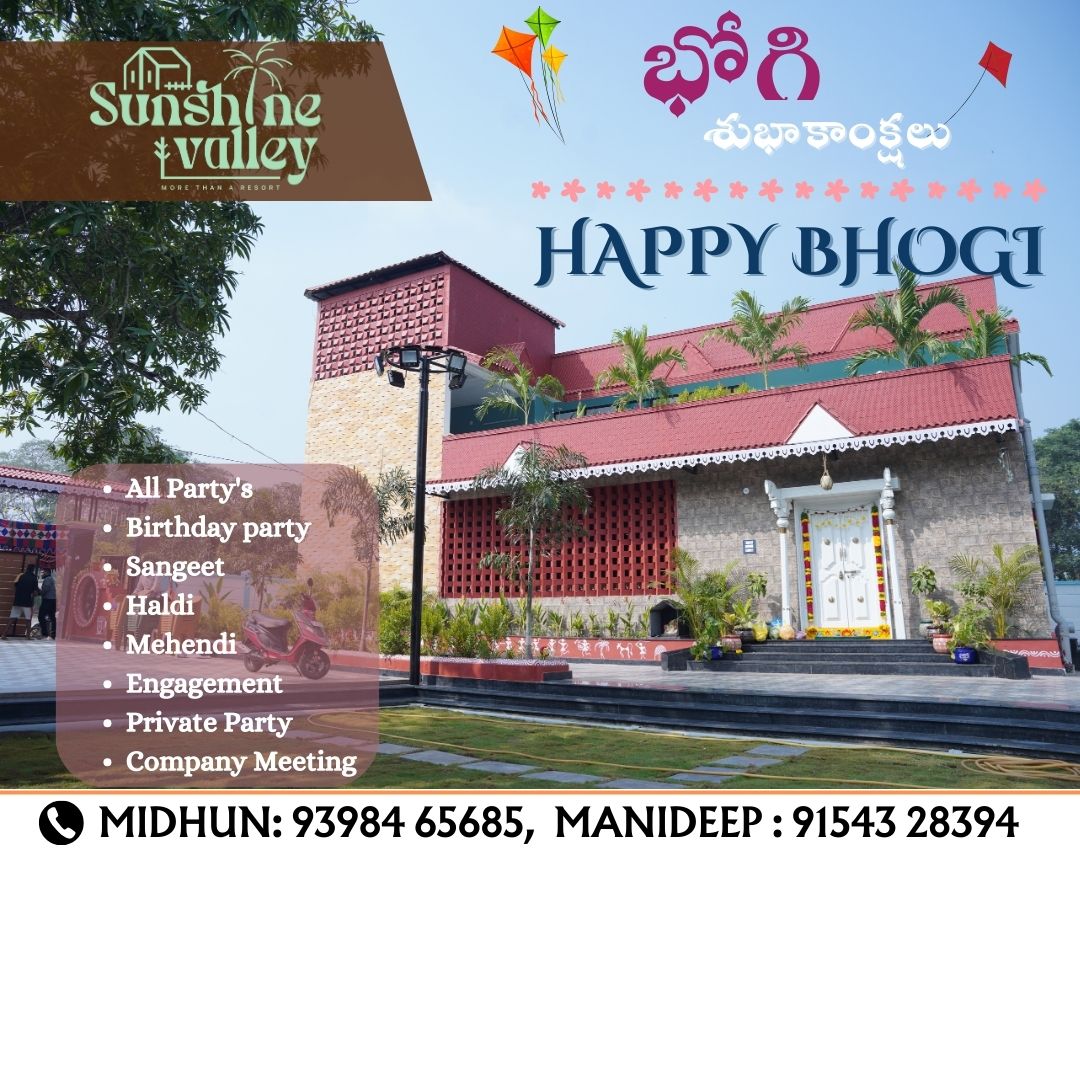 Sunshine
valley
MORE THAN A RESORT
భోగి
శుభాకాంక్షలు
HAPPY BHOGI
• All Party's
• Birthday party
• Sangeet
• Haldi
• Mehendi
• Engagement
• Private Party
• Company Meeting
MIDHUN: 93984 65685, MANIDEEP : 91543 28394